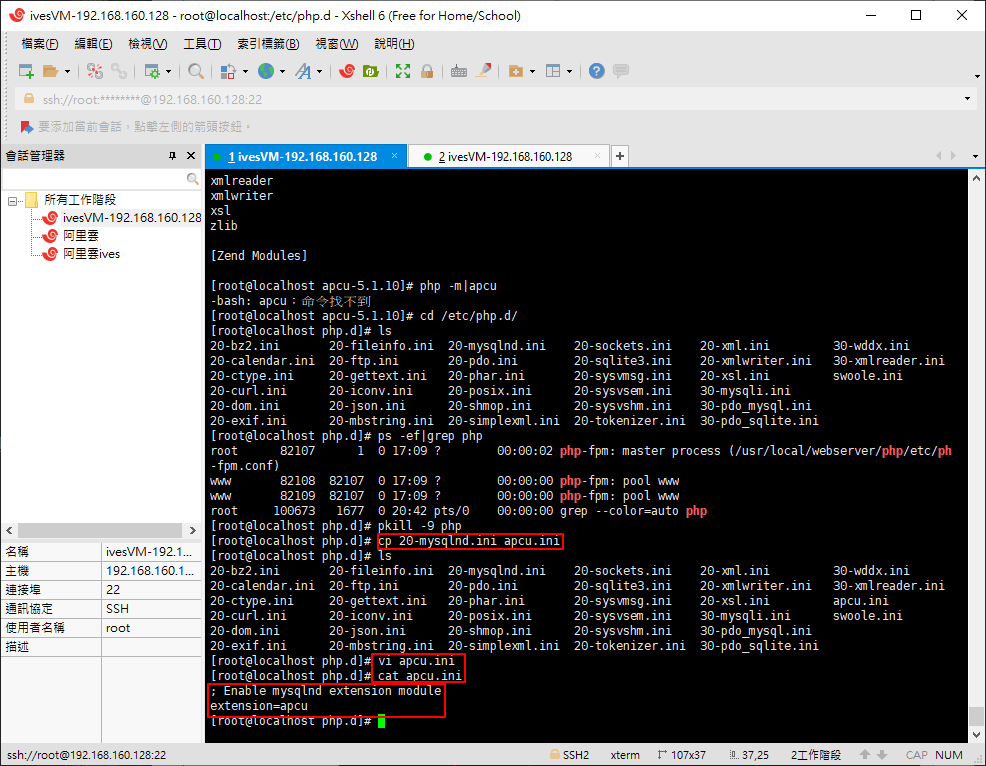 ivesVM-192.168.160.128 - root@localhost:/etc/php.d - Xshell 6 (Free for Home/School)
檔案(F) 編輯(E) 檢視(V) 工具(T) 索引標籤(B) 視窗(W) 說明(H)
ssh://root:********@192.168.160.128:22
要添加當前會話，點擊左側的箭頭按鈕。
會話管理器
1 ivesVM-192.168.160.128
2 ivesVM-192.168.160.128
所有工作階段
ivesVM-192.168.160.128
阿里雲
阿里雲ives
名稱 ivesVM-192.1...
主機 192.168.160.1...
連接埠 22
通訊協定 SSH
使用者名稱 root
描述
xmlreader
xmlwriter
xsl
zlib
[Zend Modules]
[root@localhost apcu-5.1.10]# php -m|apcu
-bash: apcu：命令找不到
[root@localhost apcu-5.1.10]# cd /etc/php.d/
[root@localhost php.d]# ls
20-bz2.ini 20-fileinfo.ini 20-mysqlnd.ini 20-sockets.ini 20-xml.ini 30-wddx.ini
20-calendar.ini 20-ftp.ini 20-pdo.ini 20-sqlite3.ini 20-xmlwriter.ini 30-xmlreader.ini
20-ctype.ini 20-gettext.ini 20-phar.ini 20-sysvmsg.ini 20-xsl.ini swoole.ini
20-curl.ini 20-iconv.ini 20-posix.ini 20-sysvsem.ini 30-mysqli.ini
20-dom.ini 20-json.ini 20-shmop.ini 20-sysvshm.ini 30-pdo_mysql.ini
20-exif.ini 20-mbstring.ini 20-simplexml.ini 20-tokenizer.ini 30-pdo_sqlite.ini
[root@localhost php.d]# ps -ef|grep php
root 82107 1 0 17:09 ? 00:00:02 php-fpm: master process (/usr/local/webserver/php/etc/ph
-fpm.conf)
www 82108 82107 0 17:09 ? 00:00:00 php-fpm: pool www
www 82109 82107 0 17:09 ? 00:00:00 php-fpm: pool www
root 100673 1677 0 20:42 pts/0 00:00:00 grep --color=auto php
[root@localhost php.d]# pkill -9 php
[root@localhost php.d]# cp 20-mysqlnd.ini apcu.ini
[root@localhost php.d]# ls
20-bz2.ini 20-fileinfo.ini 20-mysqlnd.ini 20-sockets.ini 20-xml.ini 30-wddx.ini
20-calendar.ini 20-ftp.ini 20-pdo.ini 20-sqlite3.ini 20-xmlwriter.ini 30-xmlreader.ini
20-ctype.ini 20-gettext.ini 20-phar.ini 20-sysvmsg.ini 20-xsl.ini apcu.ini
20-curl.ini 20-iconv.ini 20-posix.ini 20-sysvsem.ini 30-mysqli.ini swoole.ini
20-dom.ini 20-json.ini 20-shmop.ini 20-sysvshm.ini 30-pdo_mysql.ini
20-exif.ini 20-mbstring.ini 20-simplexml.ini 20-tokenizer.ini 30-pdo_sqlite.ini
[root@localhost php.d]# vi apcu.ini
[root@localhost php.d]# cat apcu.ini
; Enable mysqlnd extension module
extension=apcu
[root@localhost php.d]#
ssh://root@192.168.160.128:22 SSH2 xterm 107x37 37,25 2工作階段 CAP NUM